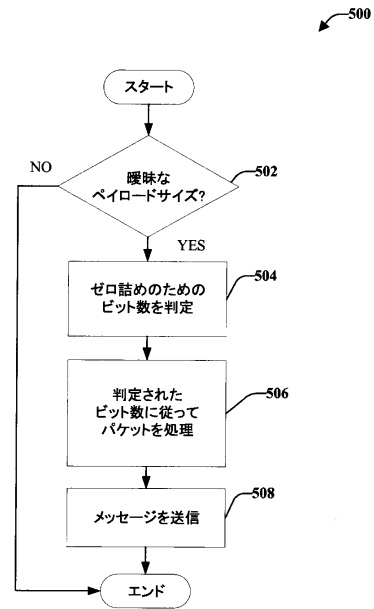 500
スタート
NO
曖昧な
ペイロードサイズ?
502
YES
ゼロ詰めのための
ビット数を判定
504
判定された
ビット数に従って
パケットを処理
506
508
メッセージを送信
エンド